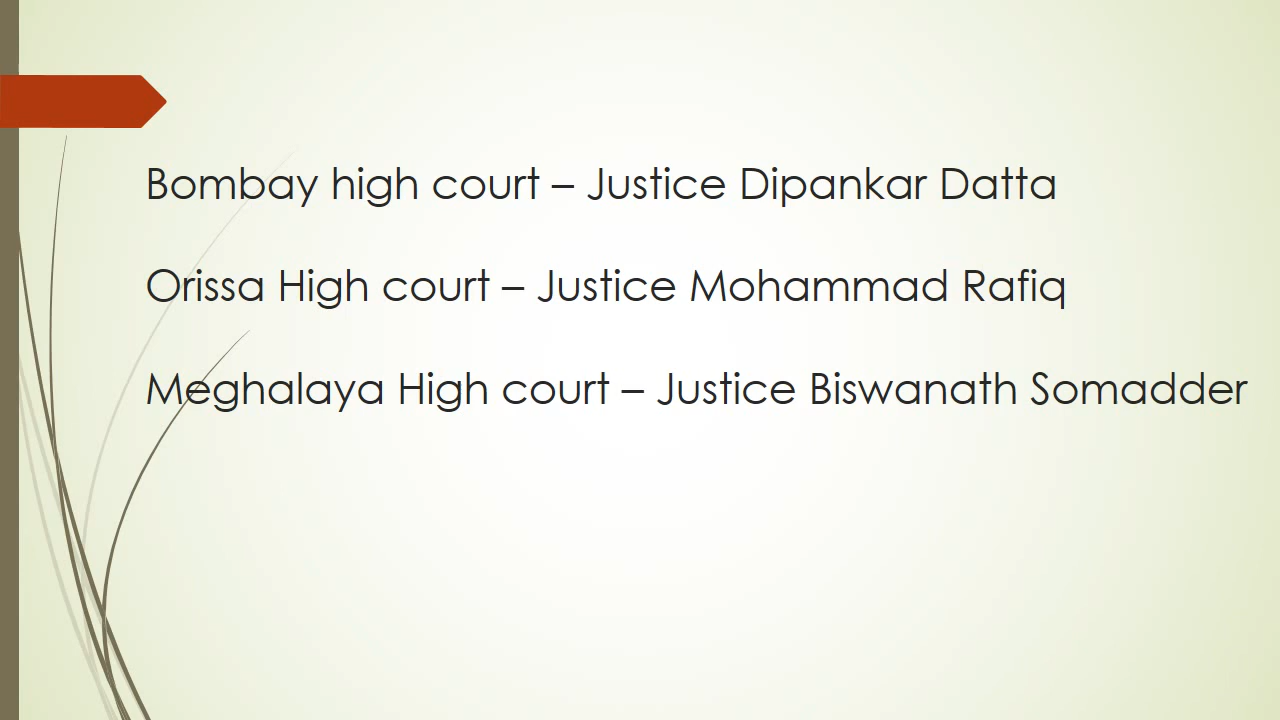 Bombay high court – Justice Dipankar Datta
Orissa High court – Justice Mohammad Rafiq
Meghalaya High court – Justice Biswanath Somadder